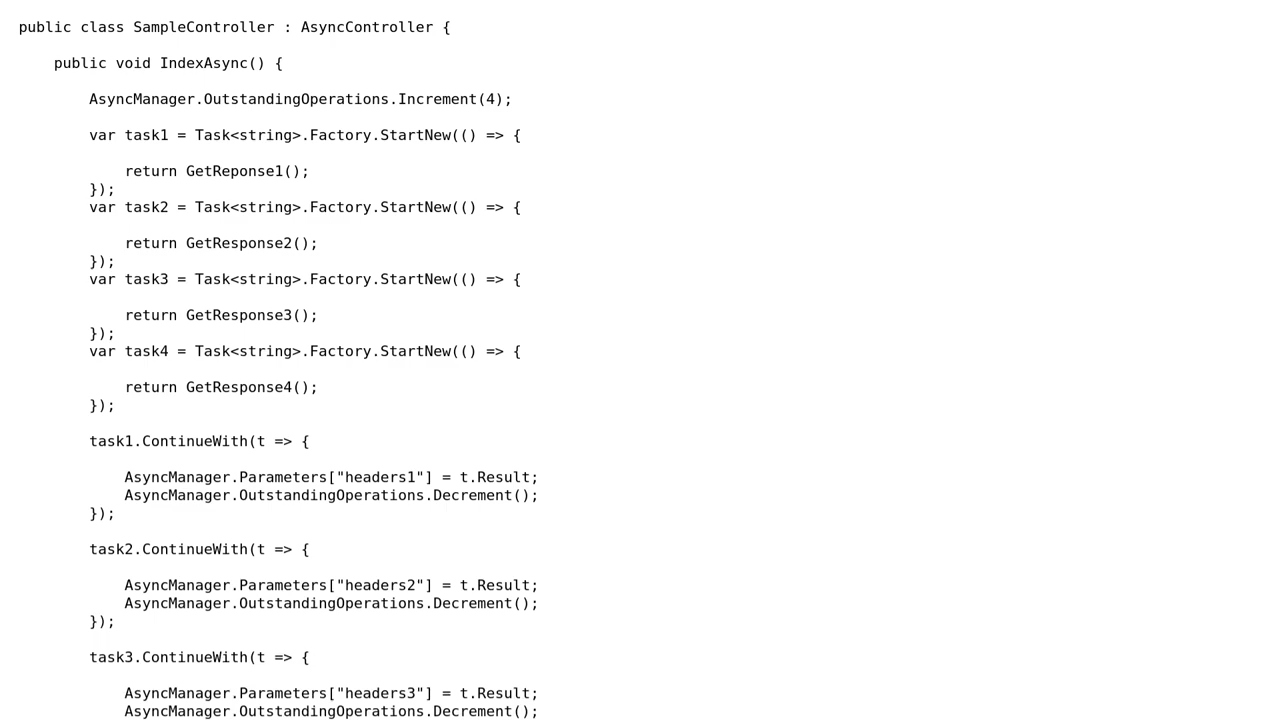 public class SampleController : AsyncController {
public void IndexAsync() {
AsyncManager.OutstandingOperations.Increment(4);
var task1 = Task<string>.Factory.StartNew(() => {
return GetReponse1();
});
var task2 = Task<string>.Factory.StartNew(() => {
return GetResponse2();
});
var task3 = Task<string>.Factory.StartNew(() => {
return GetResponse3();
});
var task4 = Task<string>.Factory.StartNew(() => {
return GetResponse4();
});
task1.ContinueWith(t => {
AsyncManager.Parameters["headers1"] = t.Result;
AsyncManager.OutstandingOperations.Decrement();
});
task2.ContinueWith(t => {
AsyncManager.Parameters["headers2"] = t.Result;
AsyncManager.OutstandingOperations.Decrement();
});
task3.ContinueWith(t => {
AsyncManager.Parameters["headers3"] = t.Result;
AsyncManager.OutstandingOperations.Decrement();